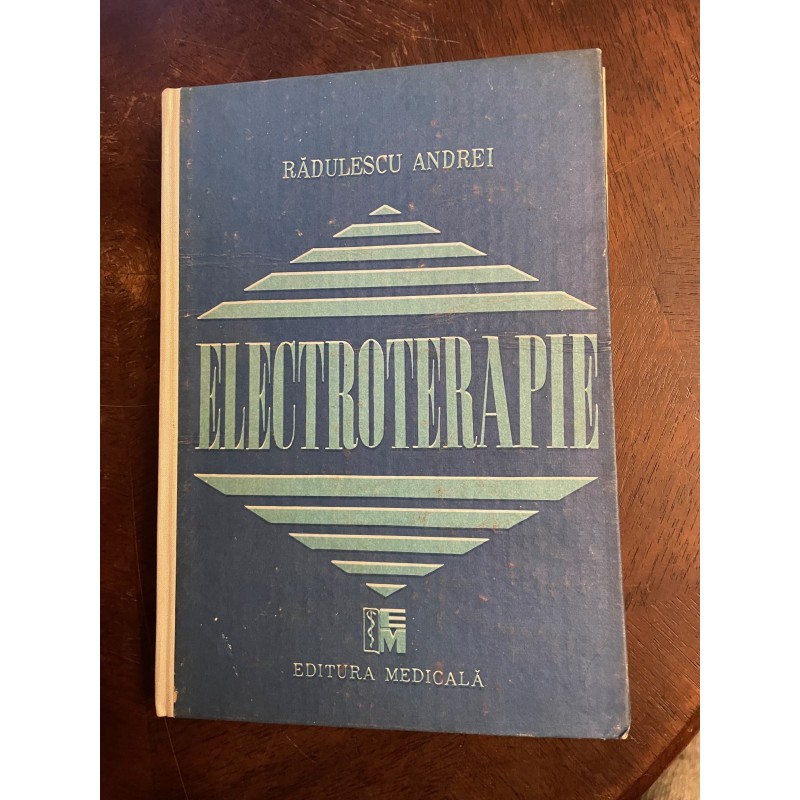 RĂDULESCU ANDREI
ELECTROTERAPIE
EM
EDITURA MEDICALĂ